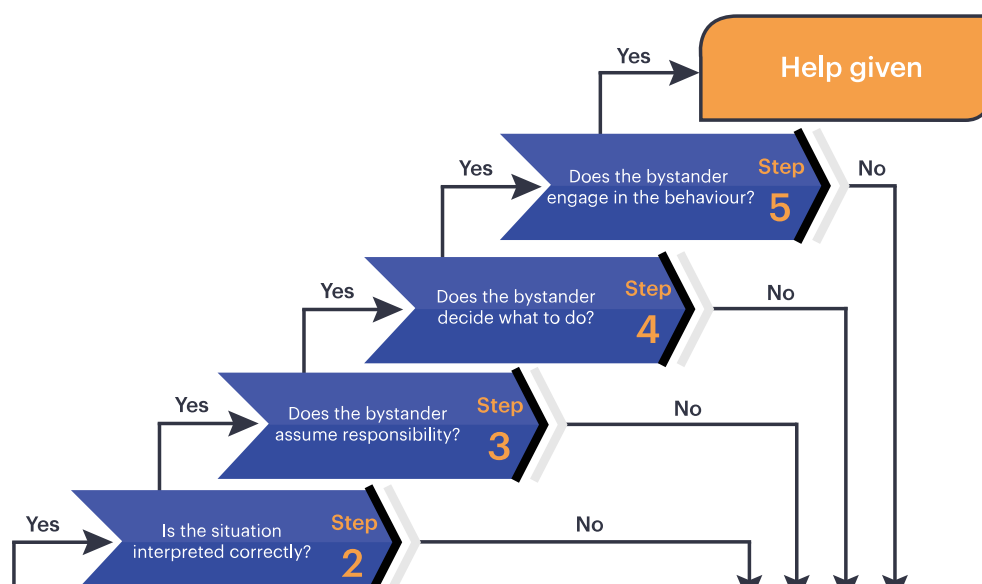 Yes
Help given
Yes
Does the bystander
engage in the behaviour?
Step
5
No
Yes
Does the bystander
decide what to do?
Step
4
No
Yes
Does the bystander
assume responsibility?
Step
3
No
Yes
Is the situation
interpreted correctly?
Step
2
No